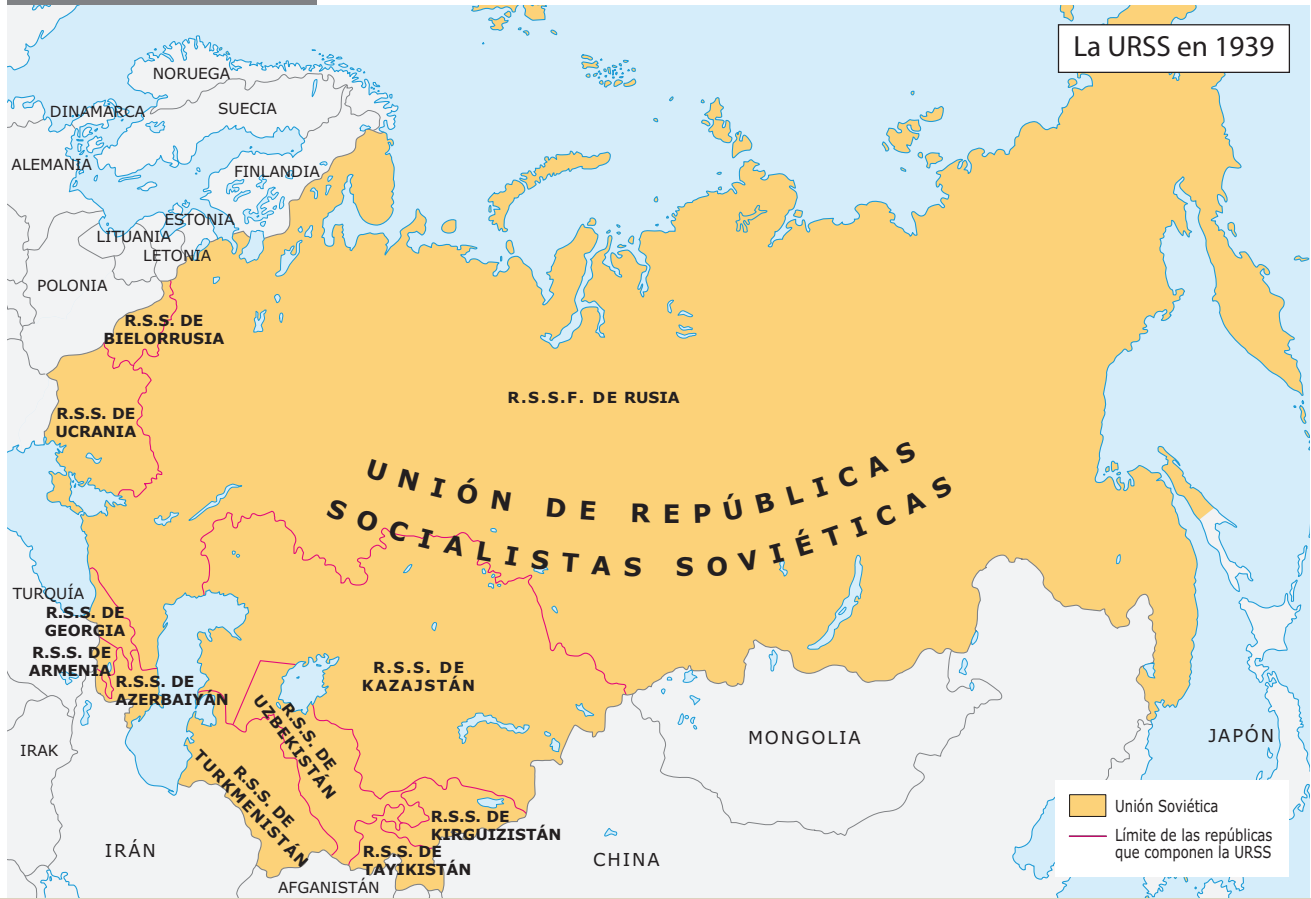 La URSS en 1939
NORUEGA
SUECIA
DINAMARCA
ALEMANIA
FINLANDIA
ESTONIA
LITUANIA
LETONIA
POLONIA
R.S.S. DE
BIELORRUSIA
R.S.S.F. DE RUSIA
R.S.S. DE
UCRANIA
UNIÓN DE REPÚBLICAS
SOCIALISTAS SOVIÉTICAS
TURQUÍA
R.S.S. DE
GEORGIA
R.S.S. DE
ARMENIA
R.S.S. DE
AZERBAIYÁN
R.S.S. DE
KAZAJSTÁN
R.S.S. DE
UZBEKISTÁN
R.S.S. DE
TURKMENISTÁN
IRAK
MONGOLIA
JAPÓN
R.S.S. DE
KIRGUIZISTÁN
R.S.S. DE
TAYIKISTÁN
IRÁN
CHINA
AFGANISTÁN
Unión Soviética
Límite de las repúblicas
que componen la URSS